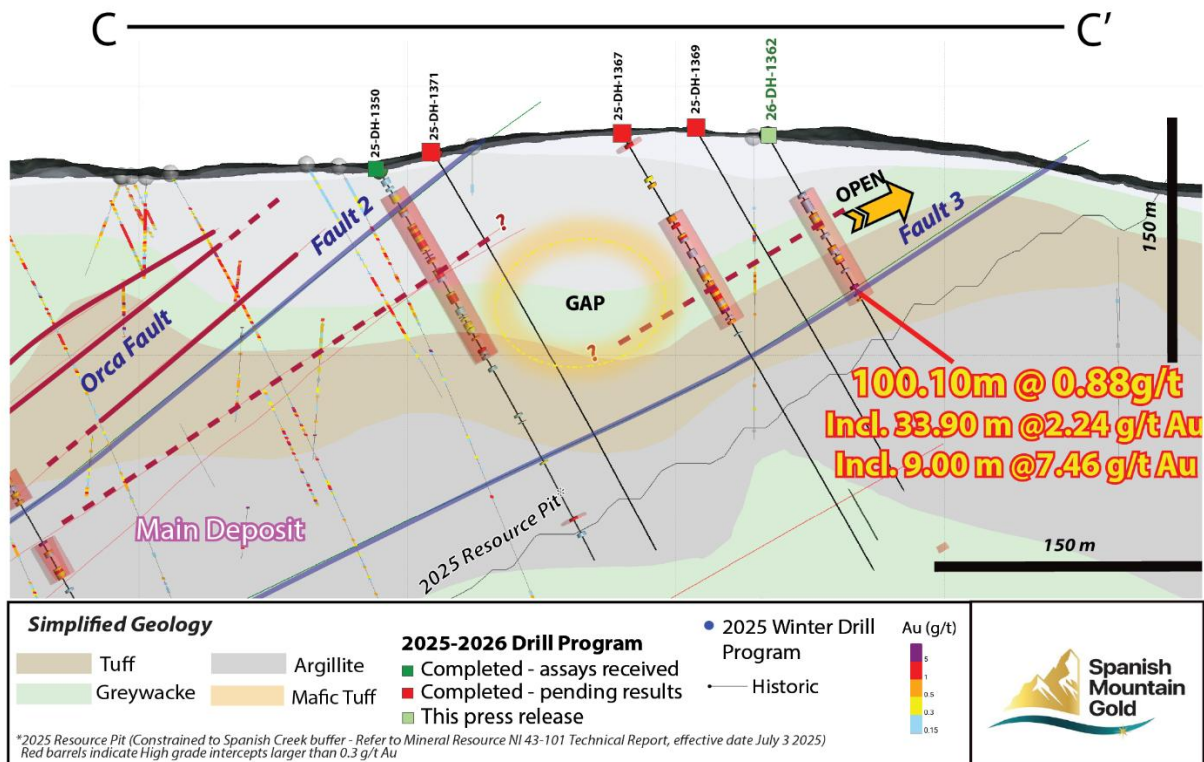 C
C'
25-DH-1350
25-DH-1371
25-DH-1367
25-DH-1369
26-DH-1362
Fault 2
Orca Fault
?
GAP
?
OPEN
Fault 3
150 m
100.10m @ 0.88g/t
Incl. 33.90 m @2.24 g/t Au
Incl. 9.00 m @7.46 g/t Au
Main Deposit
2025 Resource Pit*
150 m
Simplified Geology
Tuff
Argillite
Greywacke
Mafic Tuff
2025-2026 Drill Program
Completed - assays received
Completed - pending results
This press release
2025 Winter Drill
Program
Historic
Au (g/t)
5
1
0.5
0.3
0.15
Spanish
Mountain
Gold
*2025 Resource Pit (Constrained to Spanish Creek buffer - Refer to Mineral Resource NI 43-101 Technical Report, effective date July 3 2025)
Red barrels indicate High grade intercepts larger than 0.3 g/t Au